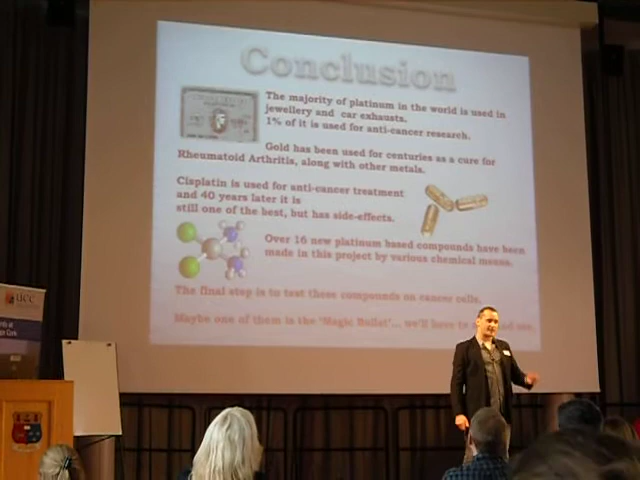 Conclusion
The majority of platinum in the world is used in
jewellery and car exhausts.
1% of it is used for anti-cancer research.
Gold has been used for centuries as a cure for
Rheumatoid Arthritis, along with other metals.
Cisplatin is used for anti-cancer treatment
and 40 years later it is
still one of the best, but has side-effects.
Over 16 new platinum based compounds have been
made in this project by various chemical means.
The final step is to test these compounds on cancer cells.
Maybe one of them is the 'Magic Bullet'... we'll have to
UCC